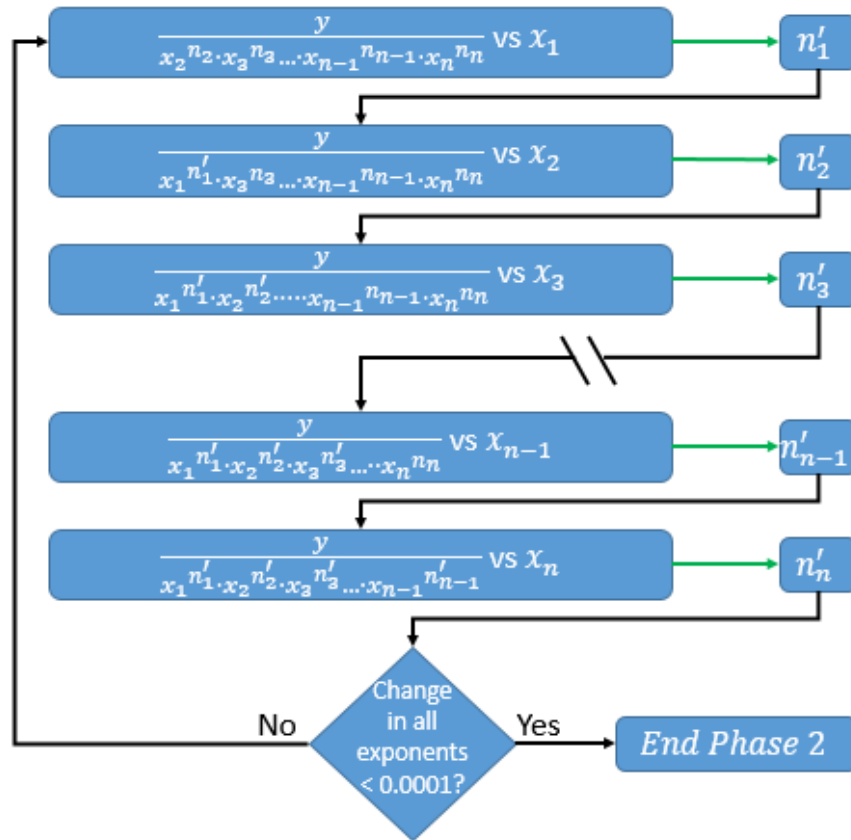 y / x₂^n₂·x₃^n₃…·xₙ₋₁^nₙ₋₁·xₙ^nₙ vs x₁
n′₁
y / x₁^n′₁·x₃^n₃…·xₙ₋₁^nₙ₋₁·xₙ^nₙ vs x₂
n′₂
y / x₁^n′₁·x₂^n′₂·…·xₙ₋₁^nₙ₋₁·xₙ^nₙ vs x₃
n′₃
y / x₁^n′₁·x₂^n′₂·x₃^n′₃…··xₙ^nₙ vs xₙ₋₁
n′ₙ₋₁
y / x₁^n′₁·x₂^n′₂·x₃^n′₃…·xₙ₋₁^n′ₙ₋₁ vs xₙ
n′ₙ
No
Change
in all
exponents
< 0.0001?
Yes
End Phase 2